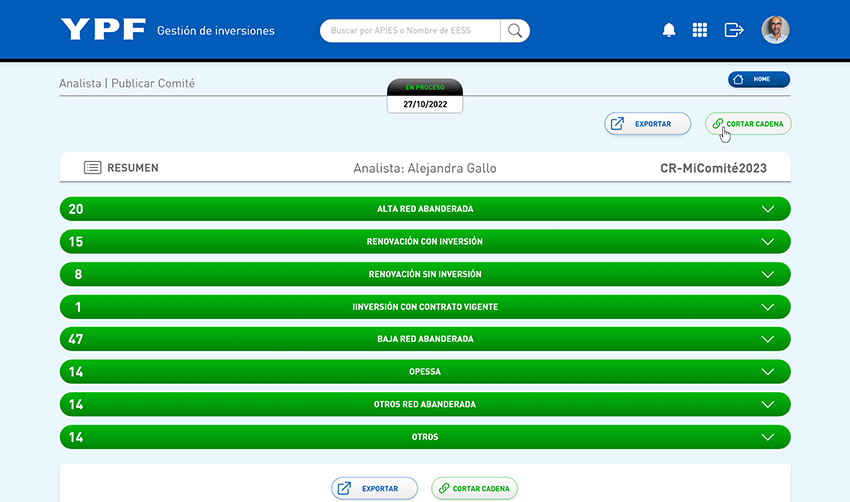 YPF Gestión de inversiones
Buscar por APIES o Nombre de EESS
Analista | Publicar Comité
HOME
EN PROCESO
27/10/2022
EXPORTAR
CORTAR CADENA
RESUMEN
Analista: Alejandra Gallo
CR-MiComité2023
20 ALTA RED ABANDERADA
15 RENOVACIÓN CON INVERSIÓN
8 RENOVACIÓN SIN INVERSIÓN
1 IINVERSIÓN CON CONTRATO VIGENTE
47 BAJA RED ABANDERADA
14 OPESSA
14 OTROS RED ABANDERADA
14 OTROS
EXPORTAR
CORTAR CADENA